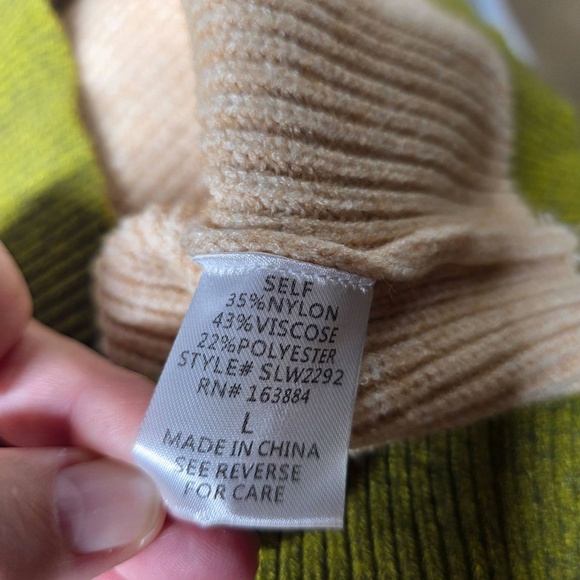 SELF
35%NYLON
43%VISCOSE
22%POLYESTER
STYLE# SLW2292
RN# 163884
L
MADE IN CHINA
SEE REVERSE
FOR CARE